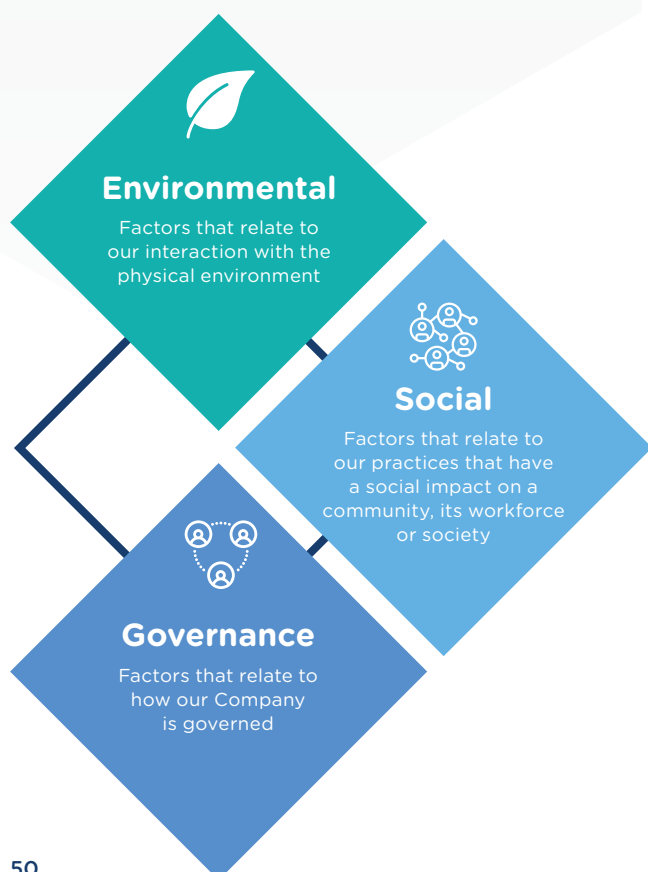 Environmental
Factors that relate to
our interaction with the
physical environment
Social
Factors that relate to
our practices that have
a social impact on a
community, its workforce
or society
Governance
Factors that relate to
how our Company
is governed
50